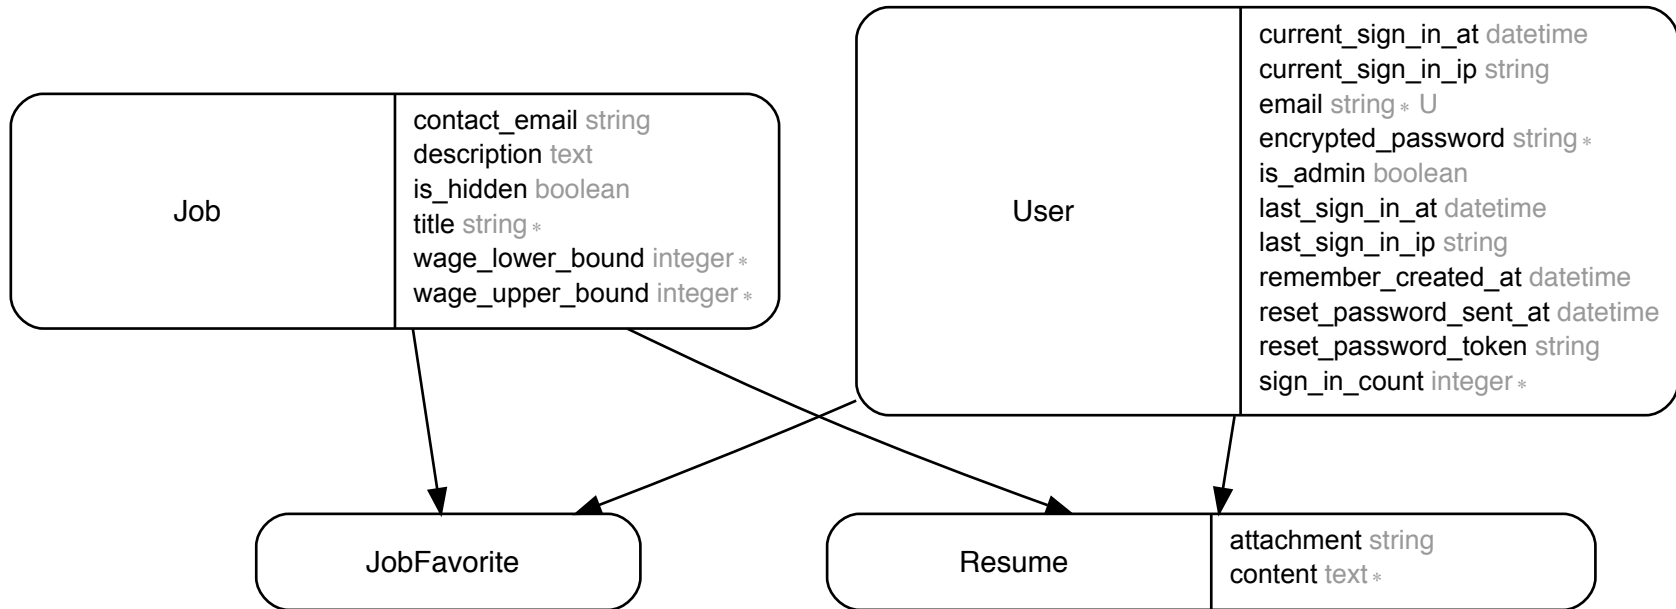 Job
contact_email string
description text
is_hidden boolean
title string *
wage_lower_bound integer *
wage_upper_bound integer *
User
current_sign_in_at datetime
current_sign_in_ip string
email string * U
encrypted_password string *
is_admin boolean
last_sign_in_at datetime
last_sign_in_ip string
remember_created_at datetime
reset_password_sent_at datetime
reset_password_token string
sign_in_count integer *
JobFavorite
Resume
attachment string
content text *